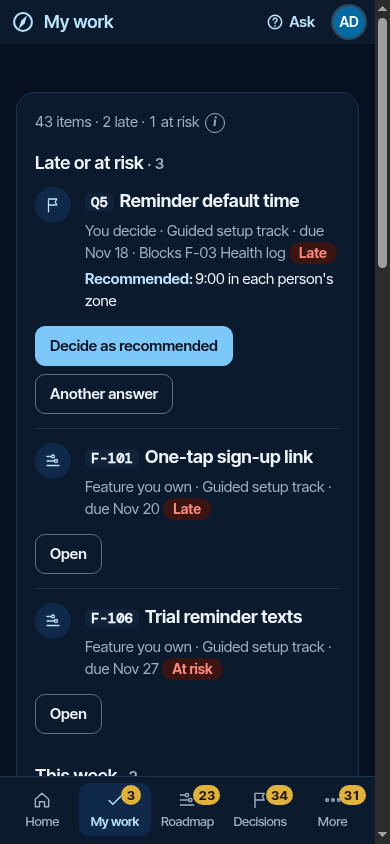 My work
Ask
AD
43 items · 2 late · 1 at risk i
Late or at risk · 3
Q5 Reminder default time
You decide · Guided setup track · due
Nov 18 · Blocks F-03 Health log Late
Recommended: 9:00 in each person's
zone
Decide as recommended
Another answer
F-101 One-tap sign-up link
Feature you own · Guided setup track ·
due Nov 20 Late
Open
F-106 Trial reminder texts
Feature you own · Guided setup track ·
due Nov 27 At risk
Open
This week · 2
3 23 34 31
Home My work Roadmap Decisions More